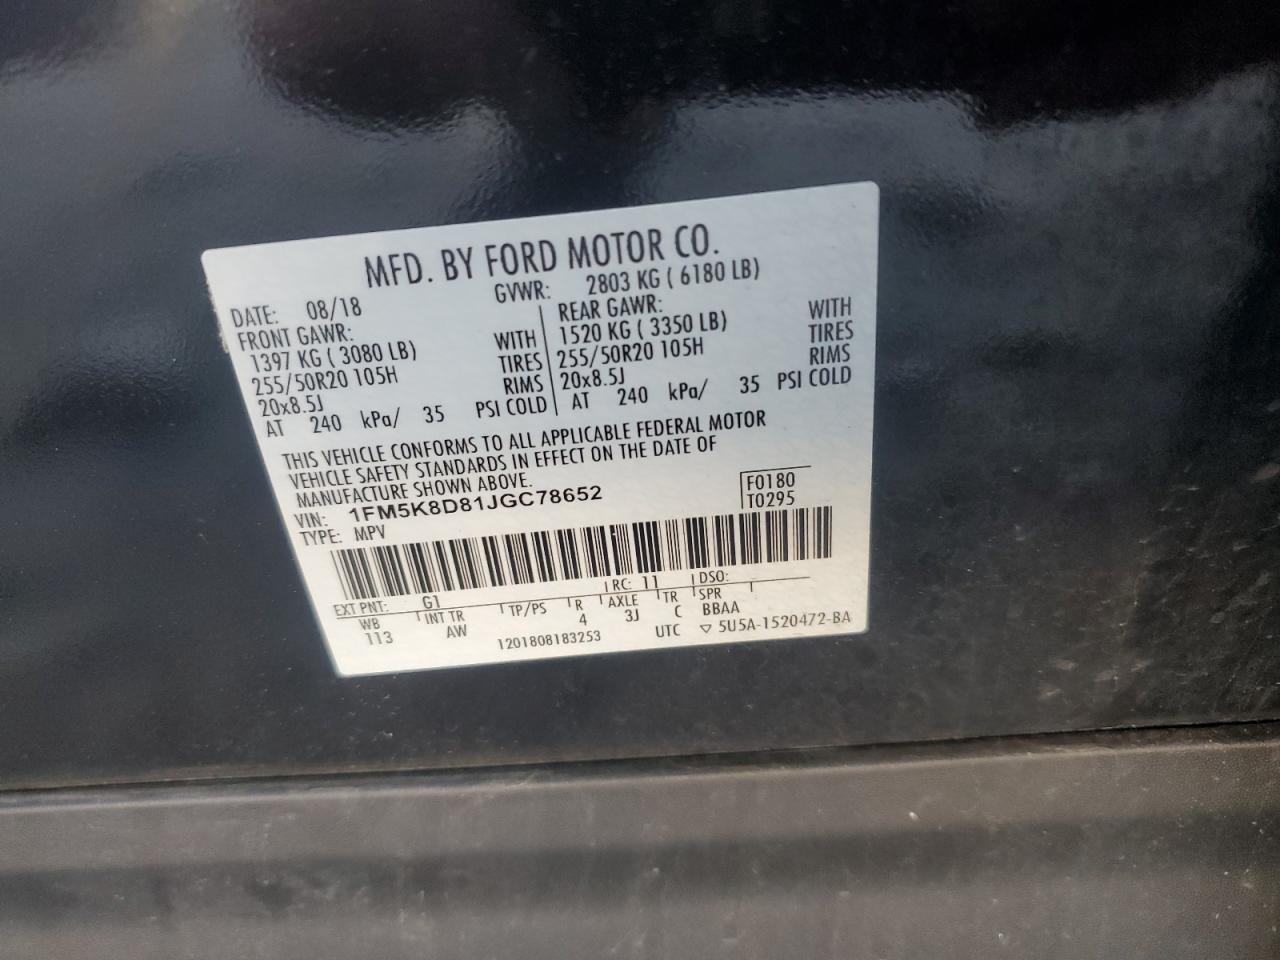 MFD. BY FORD MOTOR CO.
DATE: 08/18 GVWR: 2803 KG ( 6180 LB)
FRONT GAWR: REAR GAWR:
1397 KG ( 3080 LB) WITH 1520 KG ( 3350 LB) WITH
255/50R20 105H TIRES 255/50R20 105H TIRES
20x8.5J RIMS 20x8.5J RIMS
AT 240 kPa/ 35 PSI COLD AT 240 kPa/ 35 PSI COLD
THIS VEHICLE CONFORMS TO ALL APPLICABLE FEDERAL MOTOR
VEHICLE SAFETY STANDARDS IN EFFECT ON THE DATE OF
MANUFACTURE SHOWN ABOVE.
VIN: 1FM5K8D81JGC78652 F0180
TYPE: MPV T0295
EXT PNT: G1 RC: 11 DSO:
WB INT TR TP/PS R AXLE TR SPR
113 AW 4 3J C BBAA
1201808183253 UTC ▽ 5U5A-1520472-BA